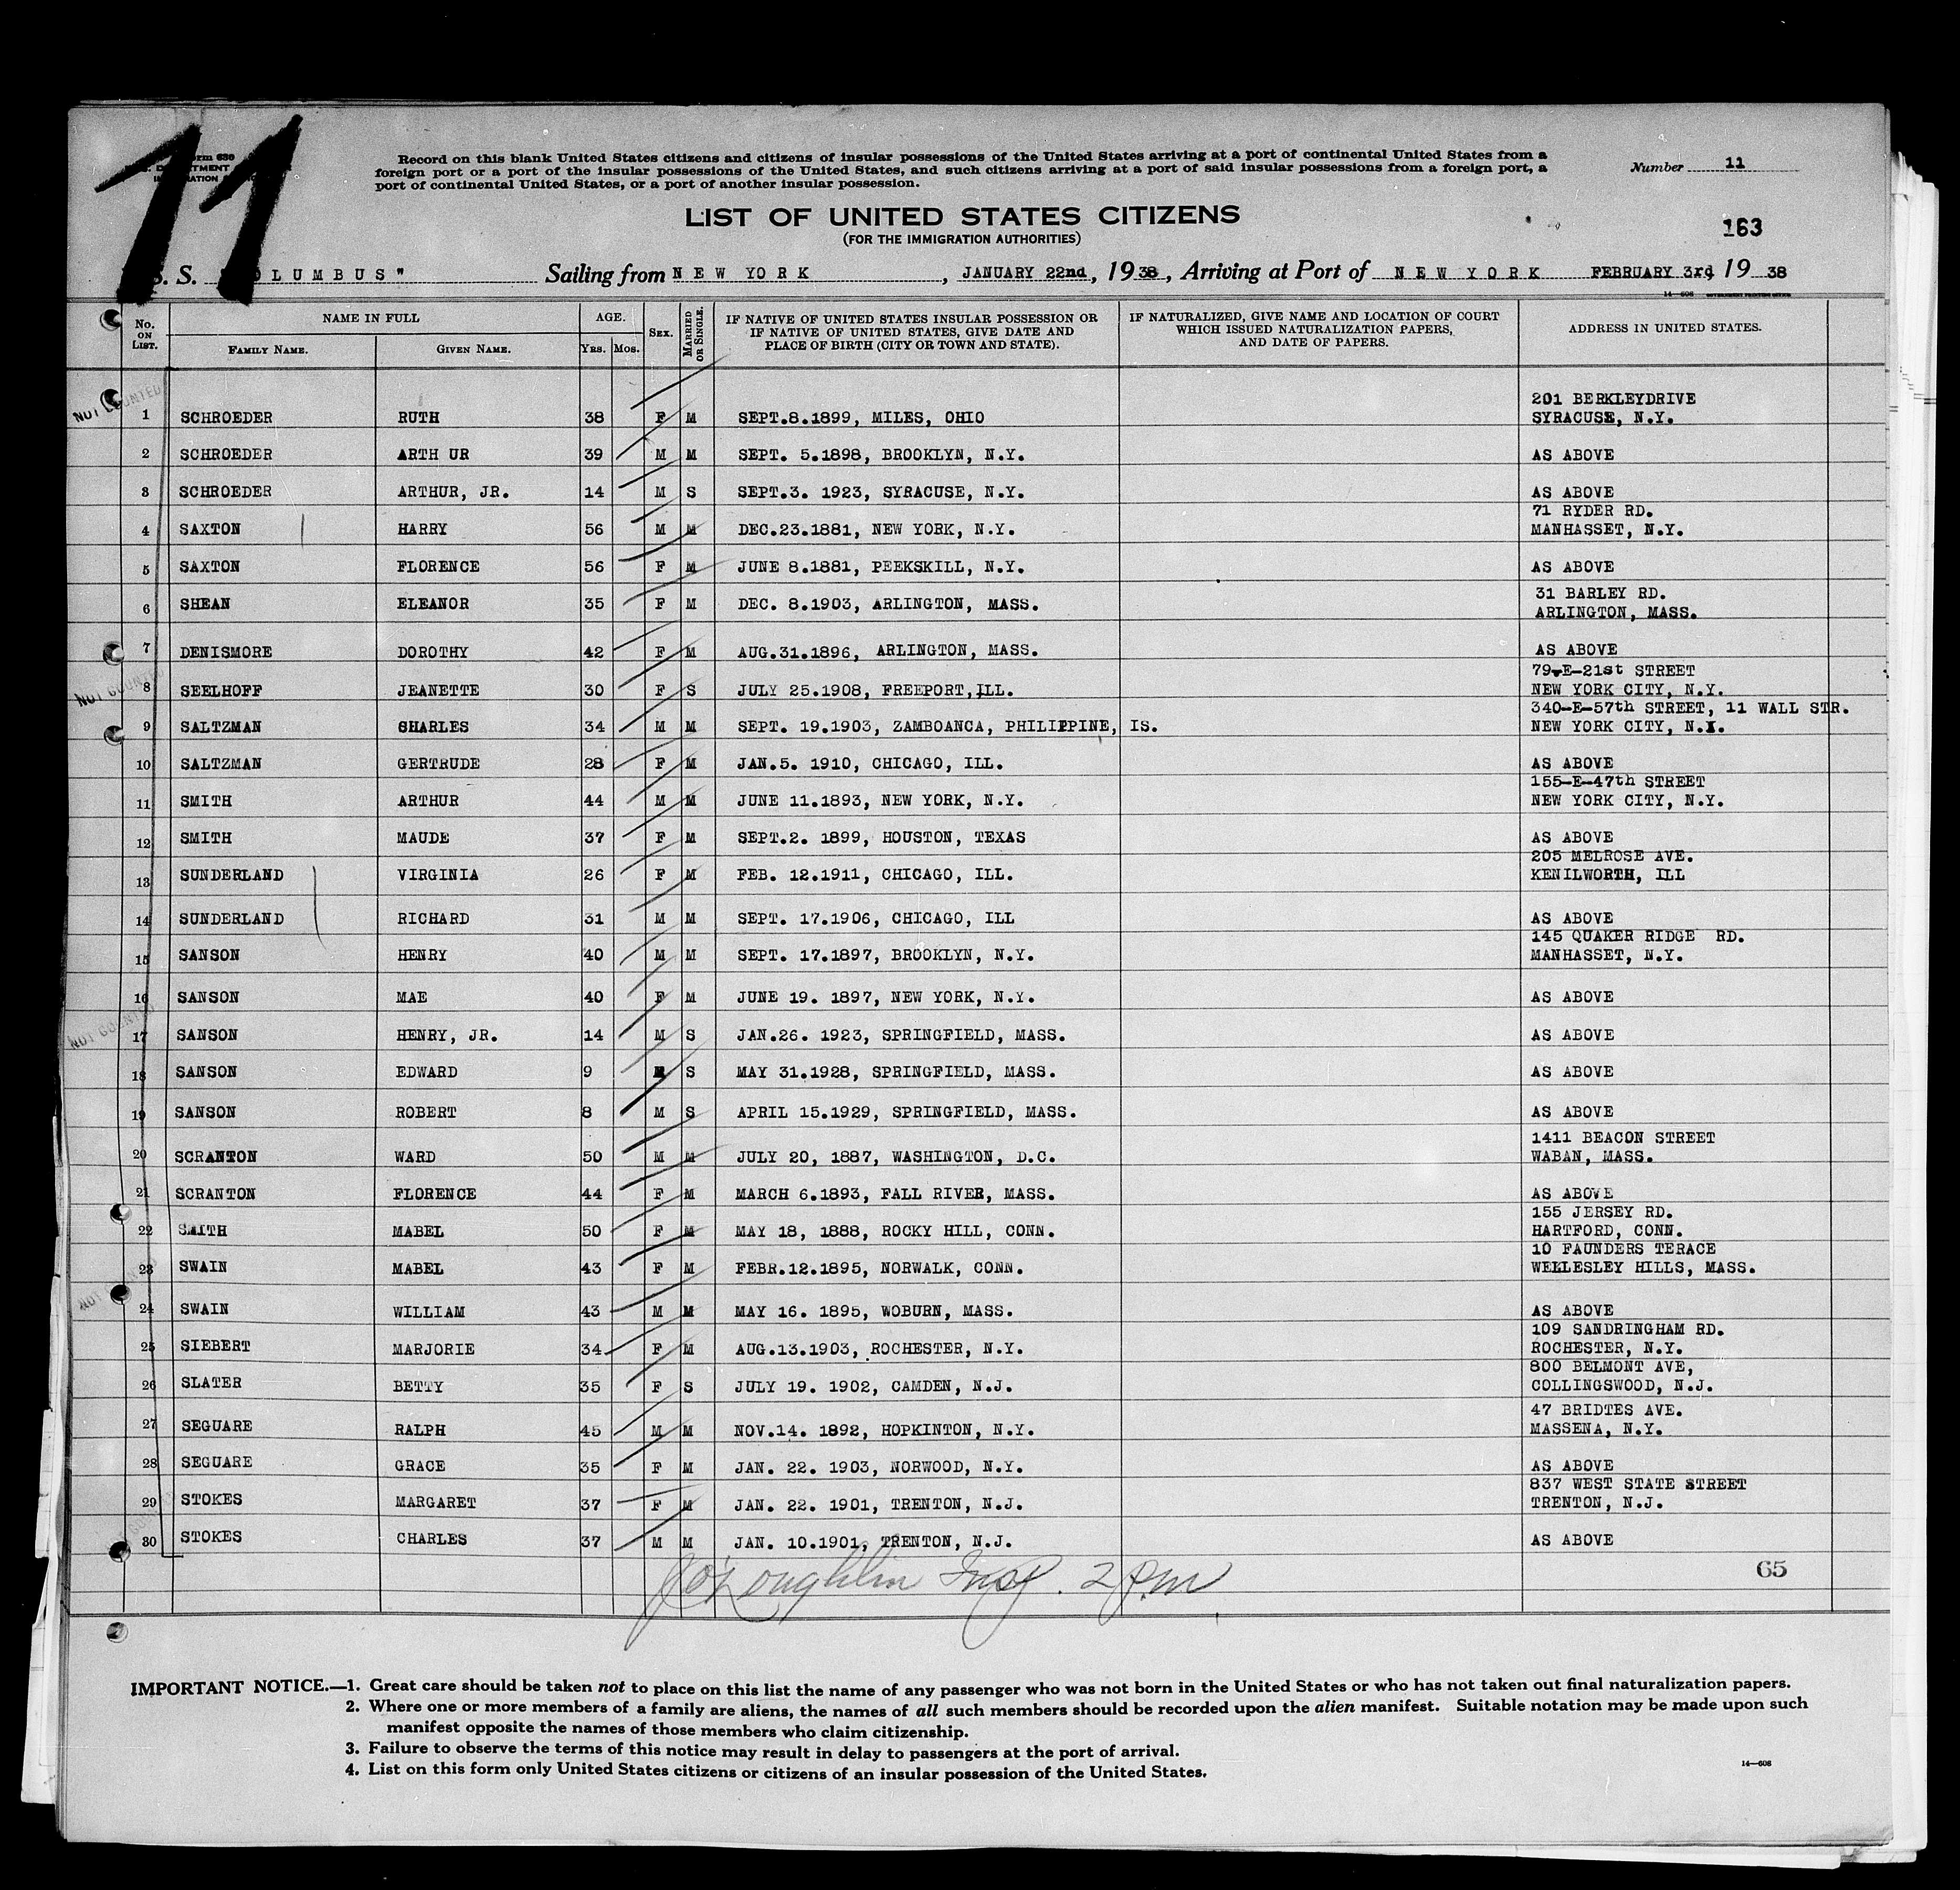 11
Form 630
Record on this blank United States citizens and citizens of insular possessions of the United States arriving at a port of continental United States from a
foreign port or a port of the insular possessions of the United States, and such citizens arriving at a port of said insular possessions from a foreign port, a
port of continental United States, or a port of another insular possession.
Number 11
LIST OF UNITED STATES CITIZENS
(FOR THE IMMIGRATION AUTHORITIES)
163
S. S. "COLUMBUS" Sailing from NEW YORK, JANUARY 22nd, 1938, Arriving at Port of NEW YORK FEBRUARY 3rd, 1938
14—608 GOVERNMENT PRINTING OFFICE
No. ON LIST. NAME IN FULL FAMILY NAME. GIVEN NAME. AGE. YRS. MOS. SEX. MARRIED OR SINGLE. IF NATIVE OF UNITED STATES INSULAR POSSESSION OR IF NATIVE OF UNITED STATES, GIVE DATE AND PLACE OF BIRTH (CITY OR TOWN AND STATE). IF NATURALIZED, GIVE NAME AND LOCATION OF COURT WHICH ISSUED NATURALIZATION PAPERS, AND DATE OF PAPERS. ADDRESS IN UNITED STATES.
NOT COUNTED
201 BERKLEYDRIVE
1 SCHROEDER RUTH 38 F M SEPT.8.1899, MILES, OHIO SYRACUSE, N.Y.
2 SCHROEDER ARTH UR 39 M M SEPT. 5.1898, BROOKLYN, N.Y. AS ABOVE
3 SCHROEDER ARTHUR, JR. 14 M S SEPT.3. 1923, SYRACUSE, N.Y. AS ABOVE
71 RYDER RD.
4 SAXTON HARRY 56 M M DEC.23.1881, NEW YORK, N.Y. MANHASSET, N.Y.
5 SAXTON FLORENCE 56 F M JUNE 8.1881, PEEKSKILL, N.Y. AS ABOVE
31 BARLEY RD.
6 SHEAN ELEANOR 35 F M DEC. 8.1903, ARLINGTON, MASS. ARLINGTON, MASS.
7 DENISMORE DOROTHY 42 F M AUG.31.1896, ARLINGTON, MASS. AS ABOVE
NOT COUNTED
79-E-21st STREET
8 SEELHOFF JEANETTE 30 F S JULY 25.1908, FREEPORT,ILL. NEW YORK CITY, N.Y.
340-E-57th STREET, 11 WALL STR.
9 SALTZMAN CHARLES 34 M M SEPT. 19.1903, ZAMBOANCA, PHILIPPINE, IS. NEW YORK CITY, N.Y.
10 SALTZMAN GERTRUDE 28 F M JAN.5. 1910, CHICAGO, ILL. AS ABOVE
155-E-47th STREET
11 SMITH ARTHUR 44 M M JUNE 11.1893, NEW YORK, N.Y. NEW YORK CITY, N.Y.
12 SMITH MAUDE 37 F M SEPT.2. 1899, HOUSTON, TEXAS AS ABOVE
205 MELROSE AVE.
13 SUNDERLAND VIRGINIA 26 F M FEB. 12.1911, CHICAGO, ILL. KENILWORTH, ILL
14 SUNDERLAND RICHARD 31 M M SEPT. 17.1906, CHICAGO, ILL AS ABOVE
145 QUAKER RIDGE RD.
15 SANSON HENRY 40 M M SEPT. 17.1897, BROOKLYN, N.Y. MANHASSET, N.Y.
16 SANSON MAE 40 F M JUNE 19. 1897, NEW YORK, N.Y. AS ABOVE
NOT COUNTED
17 SANSON HENRY, JR. 14 M S JAN.26. 1923, SPRINGFIELD, MASS. AS ABOVE
18 SANSON EDWARD 9 M S MAY 31.1928, SPRINGFIELD, MASS. AS ABOVE
19 SANSON ROBERT 8 M S APRIL 15.1929, SPRINGFIELD, MASS. AS ABOVE
1411 BEACON STREET
20 SCRANTON WARD 50 M M JULY 20, 1887, WASHINGTON, D.C. WABAN, MASS.
21 SCRANTON FLORENCE 44 F M MARCH 6.1893, FALL RIVER, MASS. AS ABOVE
155 JERSEY RD.
22 SMITH MABEL 50 F M MAY 18, 1888, ROCKY HILL, CONN. HARTFORD, CONN.
10 FAUNDERS TERACE
23 SWAIN MABEL 43 F M FEBR.12.1895, NORWALK, CONN. WELLESLEY HILLS, MASS.
24 SWAIN WILLIAM 43 M M MAY 16. 1895, WOBURN, MASS. AS ABOVE
109 SANDRINGHAM RD.
25 SIEBERT MARJORIE 34 F M AUG.13.1903, ROCHESTER, N.Y. ROCHESTER, N.Y.
800 BELMONT AVE,
26 SLATER BETTY 35 F S JULY 19. 1902, CAMDEN, N.J. COLLINGSWOOD, N.J.
47 BRIDTES AVE.
27 SEGUARE RALPH 45 M M NOV.14. 1892, HOPKINTON, N.Y. MASSENA, N.Y.
28 SEGUARE GRACE 35 F M JAN. 22. 1903, NORWOOD, N.Y. AS ABOVE
837 WEST STATE STREET
29 STOKES MARGARET 37 F M JAN. 22. 1901, TRENTON, N.J. TRENTON, N.J.
30 STOKES CHARLES 37 M M JAN. 10.1901, TRENTON, N.J. AS ABOVE
O'Loughlin Insp. 2 pm
65
IMPORTANT NOTICE.—1. Great care should be taken not to place on this list the name of any passenger who was not born in the United States or who has not taken out final naturalization papers.
2. Where one or more members of a family are aliens, the names of all such members should be recorded upon the alien manifest. Suitable notation may be made upon such
manifest opposite the names of those members who claim citizenship.
3. Failure to observe the terms of this notice may result in delay to passengers at the port of arrival.
4. List on this form only United States citizens or citizens of an insular possession of the United States.
14—608